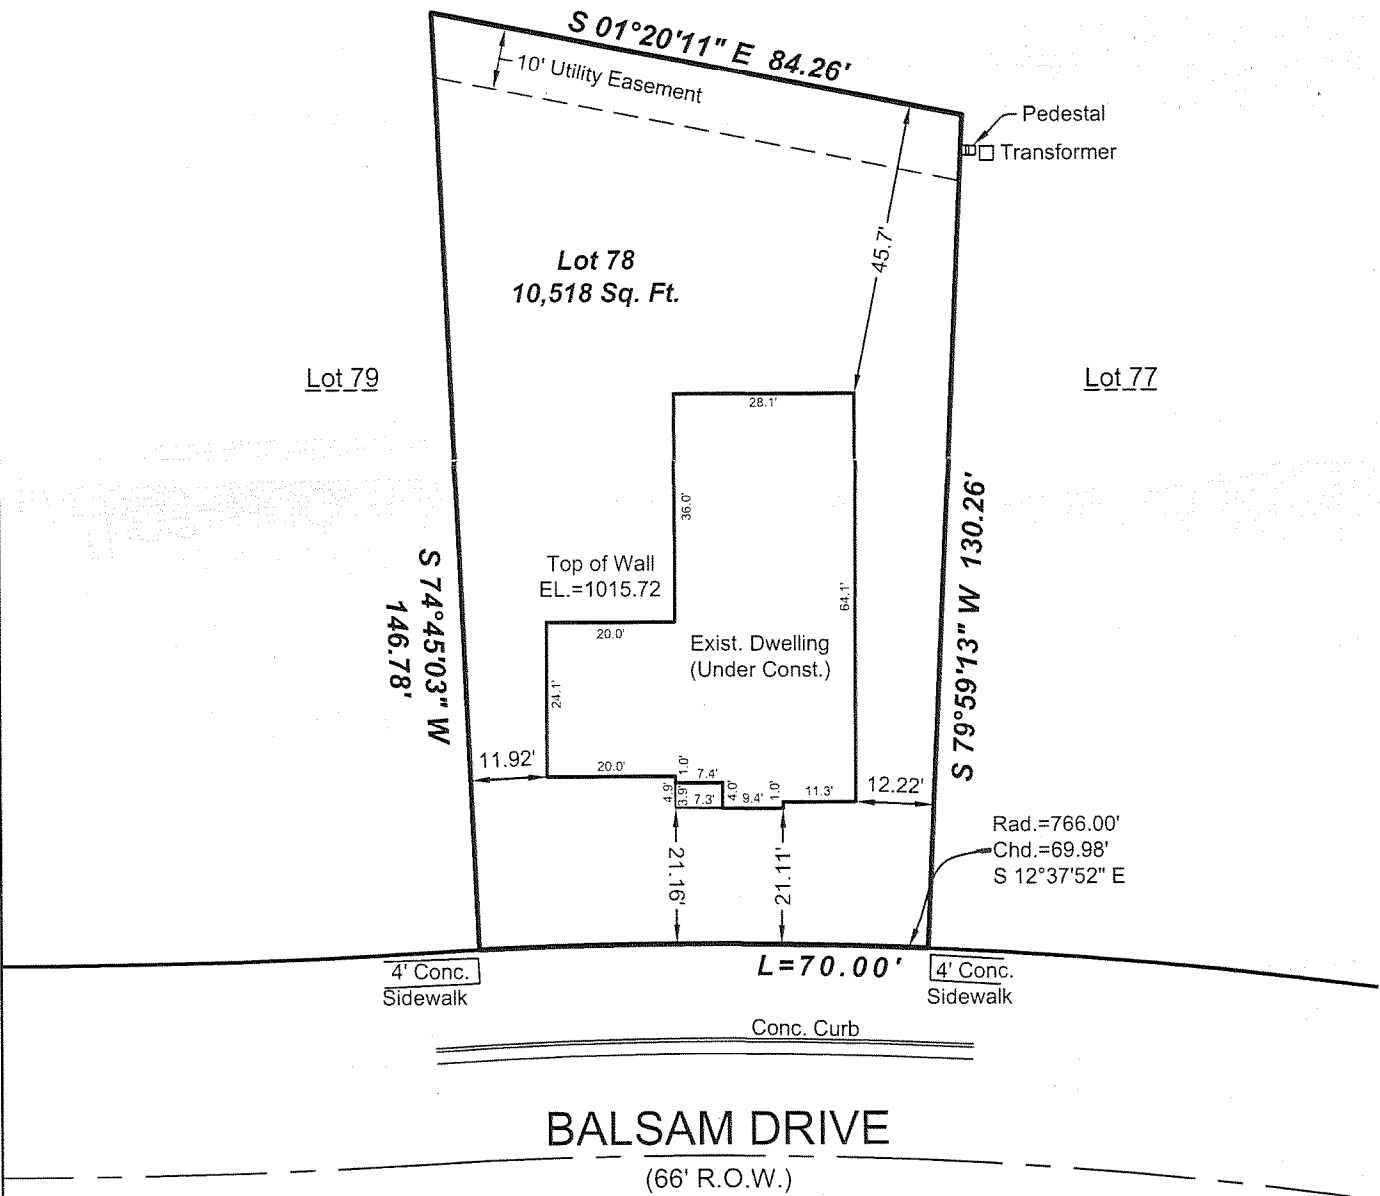 S 01°20'11" E 84.26'
10' Utility Easement
Pedestal
Transformer
45.7'
Lot 78
10,518 Sq. Ft.
Lot 79
Lot 77
28.1'
36.0'
S 79°59'13" W 130.26'
S 74°45'03" W
146.78'
Top of Wall
EL.=1015.72
64.1'
20.0'
Exist. Dwelling
(Under Const.)
24.1'
11.92'
20.0'
1.0'
7.4'
4.9'
3.9'
7.3'
4.0'
9.4'
1.0'
11.3'
12.22'
21.16'
21.11'
Rad.=766.00'
Chd.=69.98'
S 12°37'52" E
L=70.00'
4' Conc.
Sidewalk
4' Conc.
Sidewalk
Conc. Curb
BALSAM DRIVE
(66' R.O.W.)